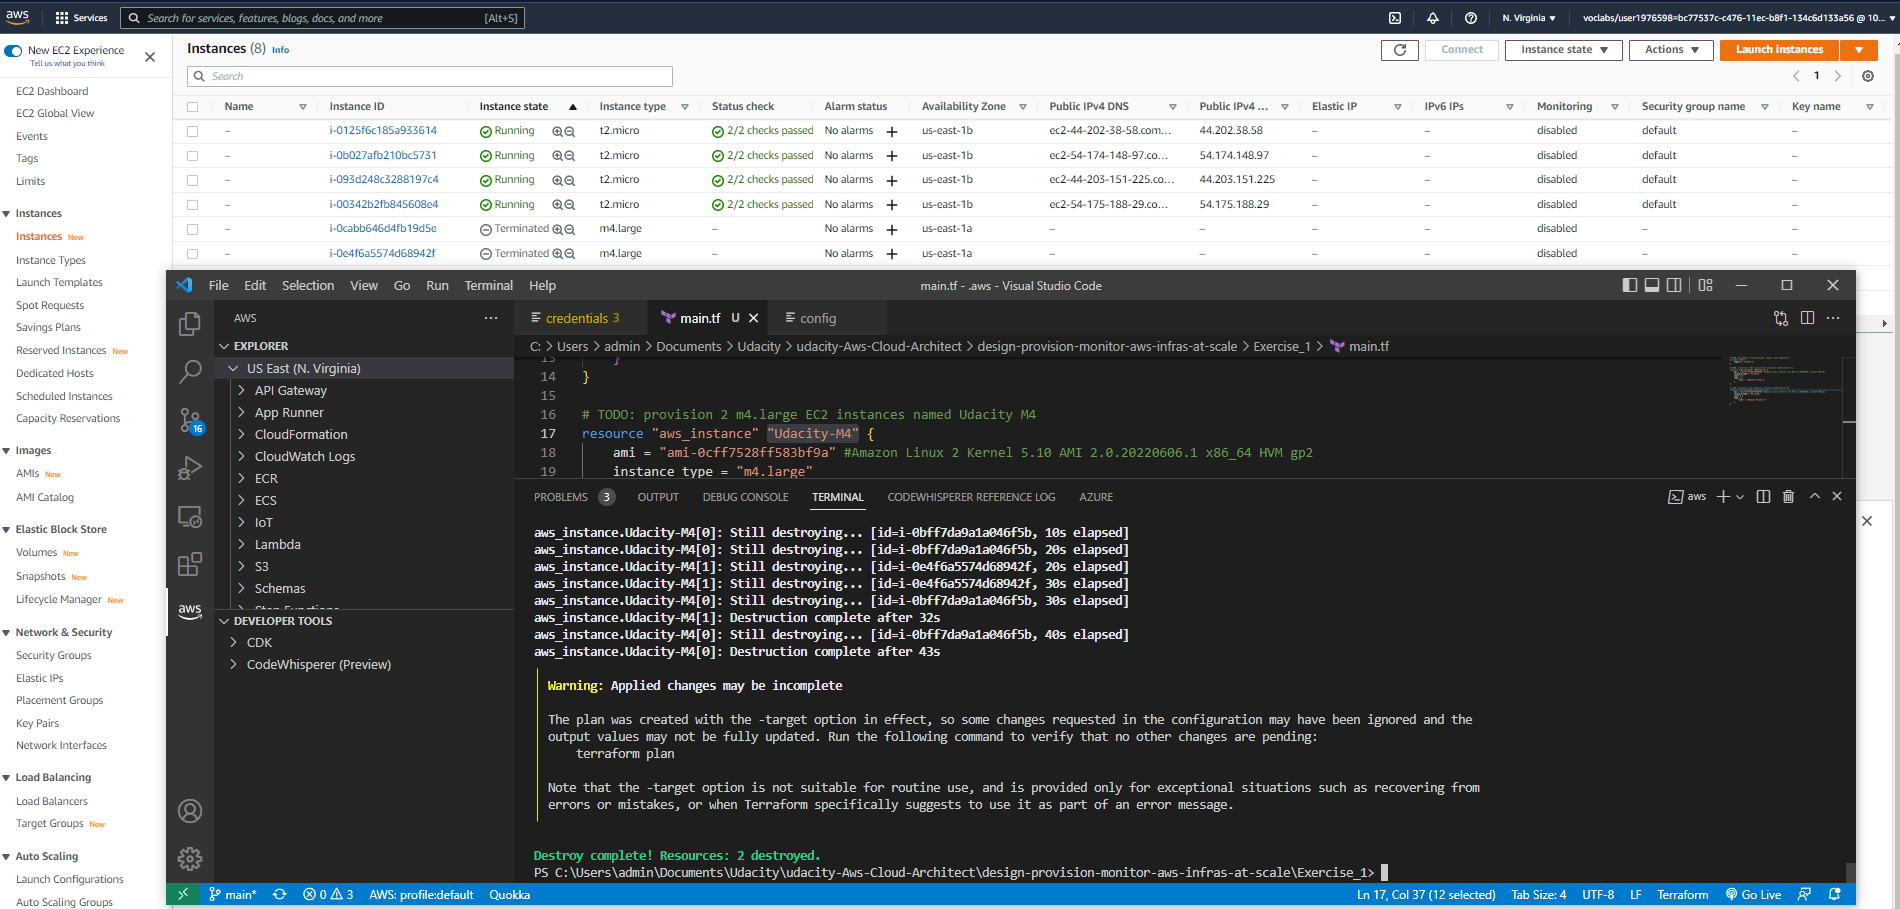 aws Services Search for services, features, blogs, docs, and more [Alt+S] N. Virginia voclabs/user1976598=bc77537c-c476-11ec-b8f1-134c6d133a56 @ 10...
New EC2 Experience
Tell us what you think
EC2 Dashboard
EC2 Global View
Events
Tags
Limits
Instances
Instances New
Instance Types
Launch Templates
Spot Requests
Savings Plans
Reserved Instances New
Dedicated Hosts
Scheduled Instances
Capacity Reservations
Images
AMIs New
AMI Catalog
Elastic Block Store
Volumes New
Snapshots New
Lifecycle Manager New
Network & Security
Security Groups
Elastic IPs
Placement Groups
Key Pairs
Network Interfaces
Load Balancing
Load Balancers
Target Groups New
Auto Scaling
Launch Configurations
Auto Scaling Groups
Instances (8) Info
Connect Instance state Actions Launch instances
Search
1
Name Instance ID Instance state Instance type Status check Alarm status Availability Zone Public IPv4 DNS Public IPv4 ... Elastic IP IPv6 IPs Monitoring Security group name Key name
– i-0125f6c185a933614 Running t2.micro 2/2 checks passed No alarms + us-east-1b ec2-44-202-38-58.com... 44.202.38.58 – – disabled default –
– i-0b027afb210bc5731 Running t2.micro 2/2 checks passed No alarms + us-east-1b ec2-54-174-148-97.co... 54.174.148.97 – – disabled default –
– i-093d248c3288197c4 Running t2.micro 2/2 checks passed No alarms + us-east-1b ec2-44-203-151-225.co... 44.203.151.225 – – disabled default –
– i-00342b2fb845608e4 Running t2.micro 2/2 checks passed No alarms + us-east-1b ec2-54-175-188-29.co... 54.175.188.29 – – disabled default –
– i-0cabb646d4fb19d5e Terminated m4.large – No alarms + us-east-1a – – – – disabled – –
– i-0e4f6a5574d68942f Terminated m4.large – No alarms + us-east-1a – – – – disabled – –
File Edit Selection View Go Run Terminal Help
main.tf - .aws - Visual Studio Code
AWS ...
EXPLORER
US East (N. Virginia)
API Gateway
App Runner
CloudFormation
CloudWatch Logs
ECR
ECS
IoT
Lambda
S3
Schemas
Step Functions
DEVELOPER TOOLS
CDK
CodeWhisperer (Preview)
16
aws
credentials 3 main.tf U config
C: > Users > admin > Documents > Udacity > udacity-Aws-Cloud-Architect > design-provision-monitor-aws-infras-at-scale > Exercise_1 > main.tf
13 }
14 }
15
16 # TODO: provision 2 m4.large EC2 instances named Udacity M4
17 resource "aws_instance" "Udacity-M4" {
18 ami = "ami-0cff7528ff583bf9a" #Amazon Linux 2 Kernel 5.10 AMI 2.0.20220606.1 x86_64 HVM gp2
19 instance_type = "m4.large"
PROBLEMS 3 OUTPUT DEBUG CONSOLE TERMINAL CODEWHISPERER REFERENCE LOG AZURE
aws
aws_instance.Udacity-M4[0]: Still destroying... [id=i-0bff7da9a1a046f5b, 10s elapsed]
aws_instance.Udacity-M4[0]: Still destroying... [id=i-0bff7da9a1a046f5b, 20s elapsed]
aws_instance.Udacity-M4[1]: Still destroying... [id=i-0e4f6a5574d68942f, 20s elapsed]
aws_instance.Udacity-M4[1]: Still destroying... [id=i-0e4f6a5574d68942f, 30s elapsed]
aws_instance.Udacity-M4[0]: Still destroying... [id=i-0bff7da9a1a046f5b, 30s elapsed]
aws_instance.Udacity-M4[1]: Destruction complete after 32s
aws_instance.Udacity-M4[0]: Still destroying... [id=i-0bff7da9a1a046f5b, 40s elapsed]
aws_instance.Udacity-M4[0]: Destruction complete after 43s
Warning: Applied changes may be incomplete
The plan was created with the -target option in effect, so some changes requested in the configuration may have been ignored and the
output values may not be fully updated. Run the following command to verify that no other changes are pending:
terraform plan
Note that the -target option is not suitable for routine use, and is provided only for exceptional situations such as recovering from
errors or mistakes, or when Terraform specifically suggests to use it as part of an error message.
Destroy complete! Resources: 2 destroyed.
PS C:\Users\admin\Documents\Udacity\udacity-Aws-Cloud-Architect\design-provision-monitor-aws-infras-at-scale\Exercise_1>
main* 0 3 AWS: profile:default Quokka Ln 17, Col 37 (12 selected) Tab Size: 4 UTF-8 LF Terraform Go Live